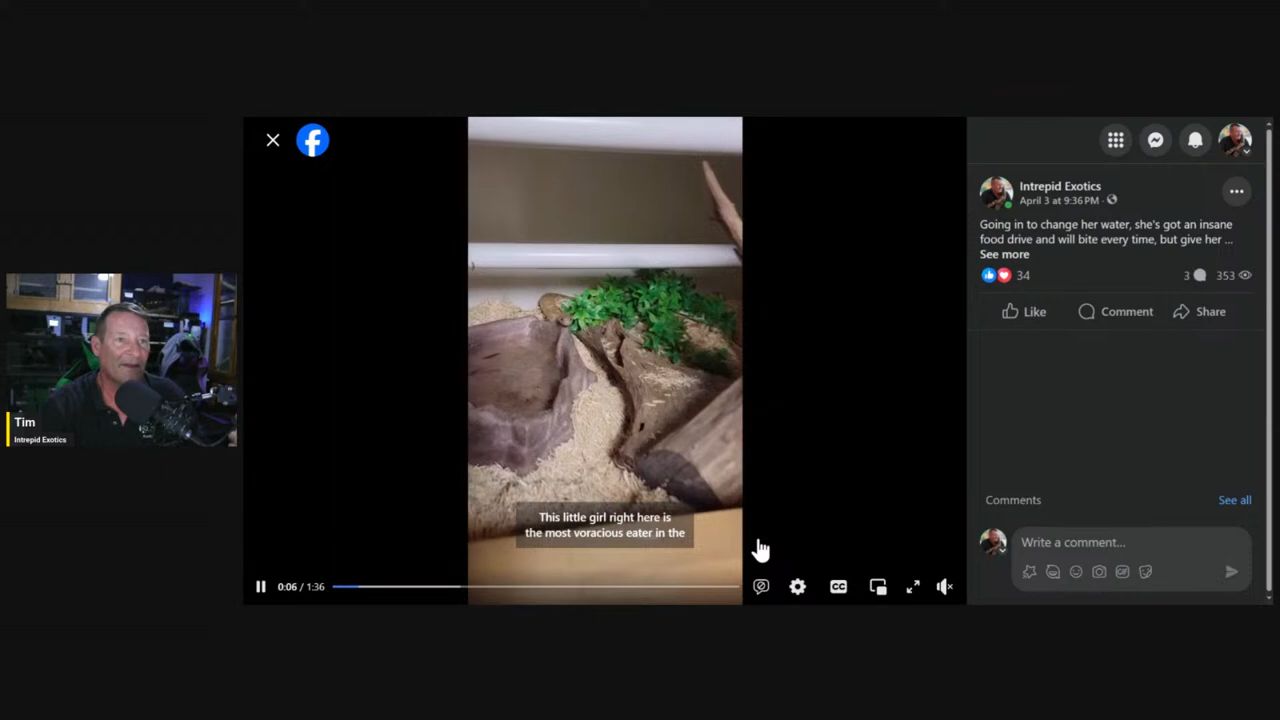 Intrepid Exotics
April 3 at 9:36 PM ·
Going in to change her water, she's got an insane
food drive and will bite every time, but give her ...
See more
34
3
353
Like
Comment
Share
Tim
Intrepid Exotics
This little girl right here is
the most voracious eater in the
Comments
See all
Write a comment...
GIF
0:06 / 1:36
CC